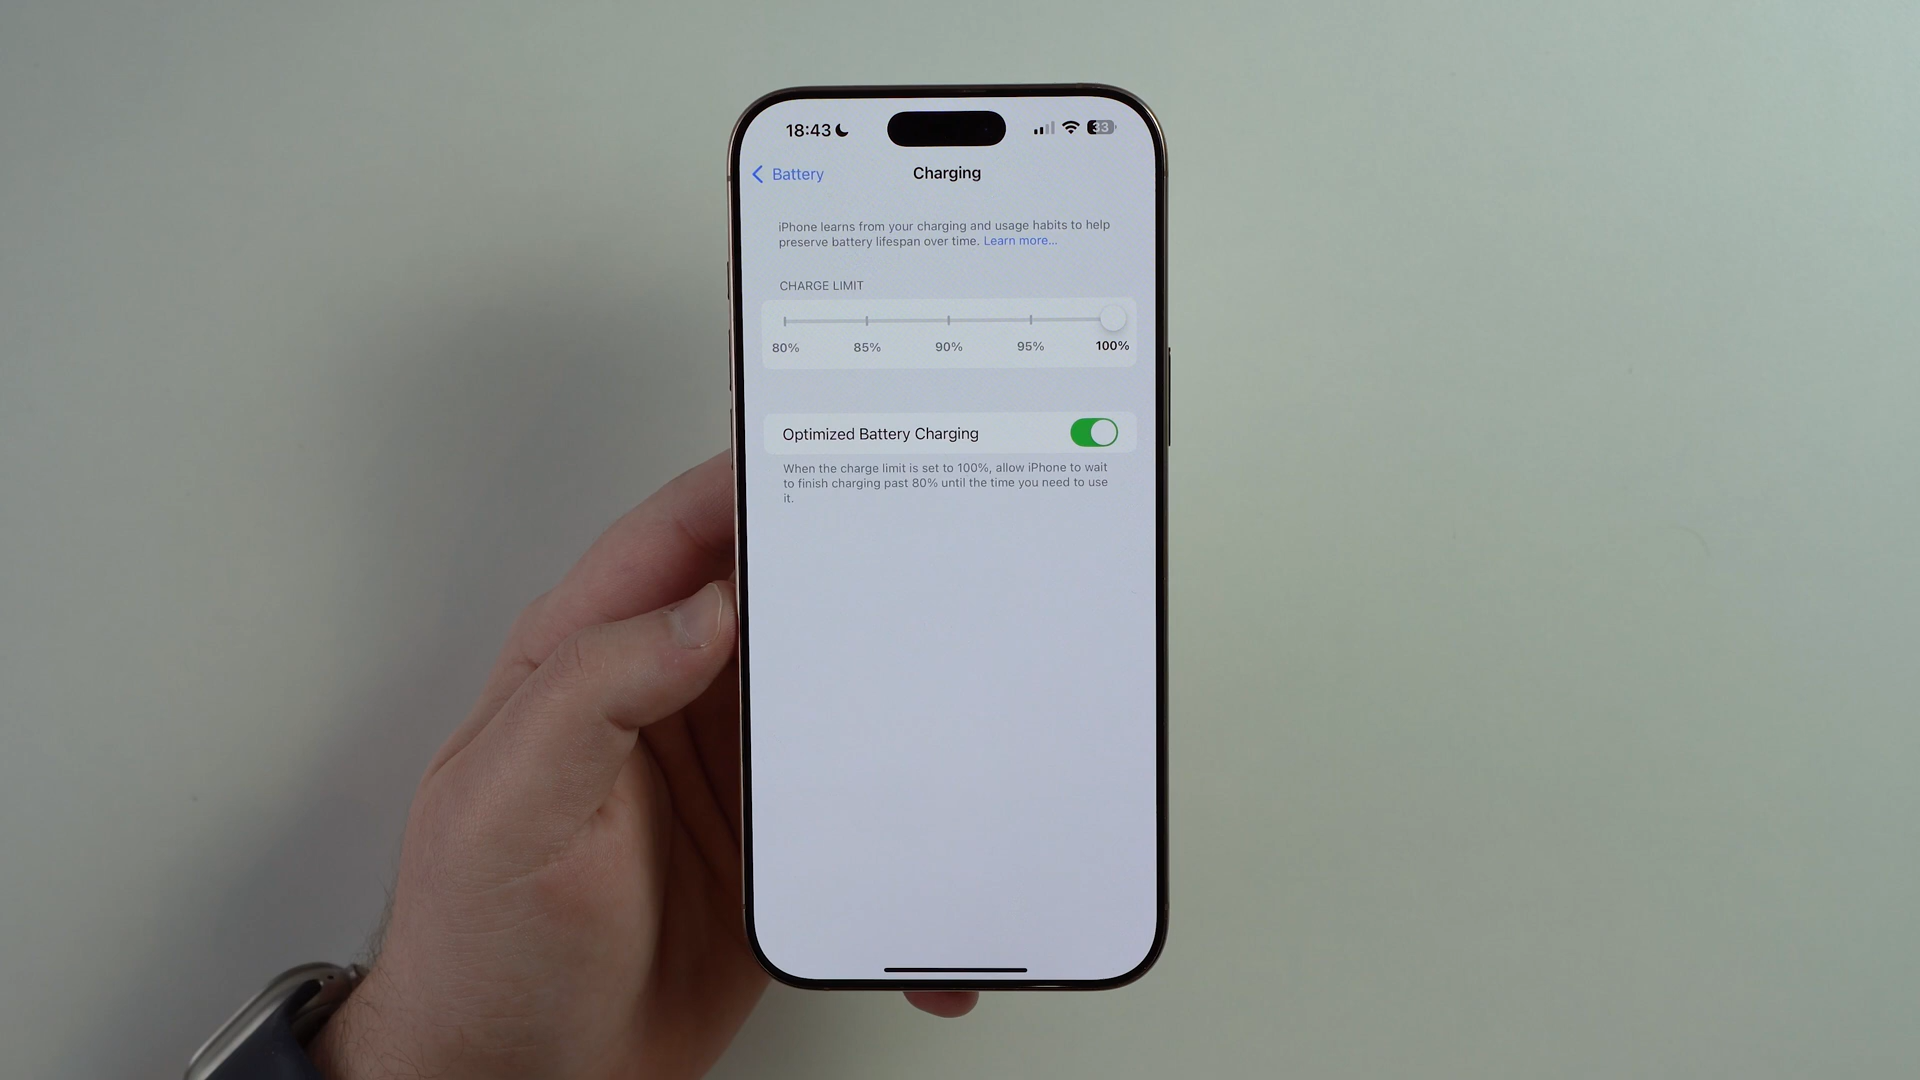 18:43
33
Battery
Charging
iPhone learns from your charging and usage habits to help
preserve battery lifespan over time. Learn more...
CHARGE LIMIT
80% 85% 90% 95% 100%
Optimized Battery Charging
When the charge limit is set to 100%, allow iPhone to wait
to finish charging past 80% until the time you need to use
it.